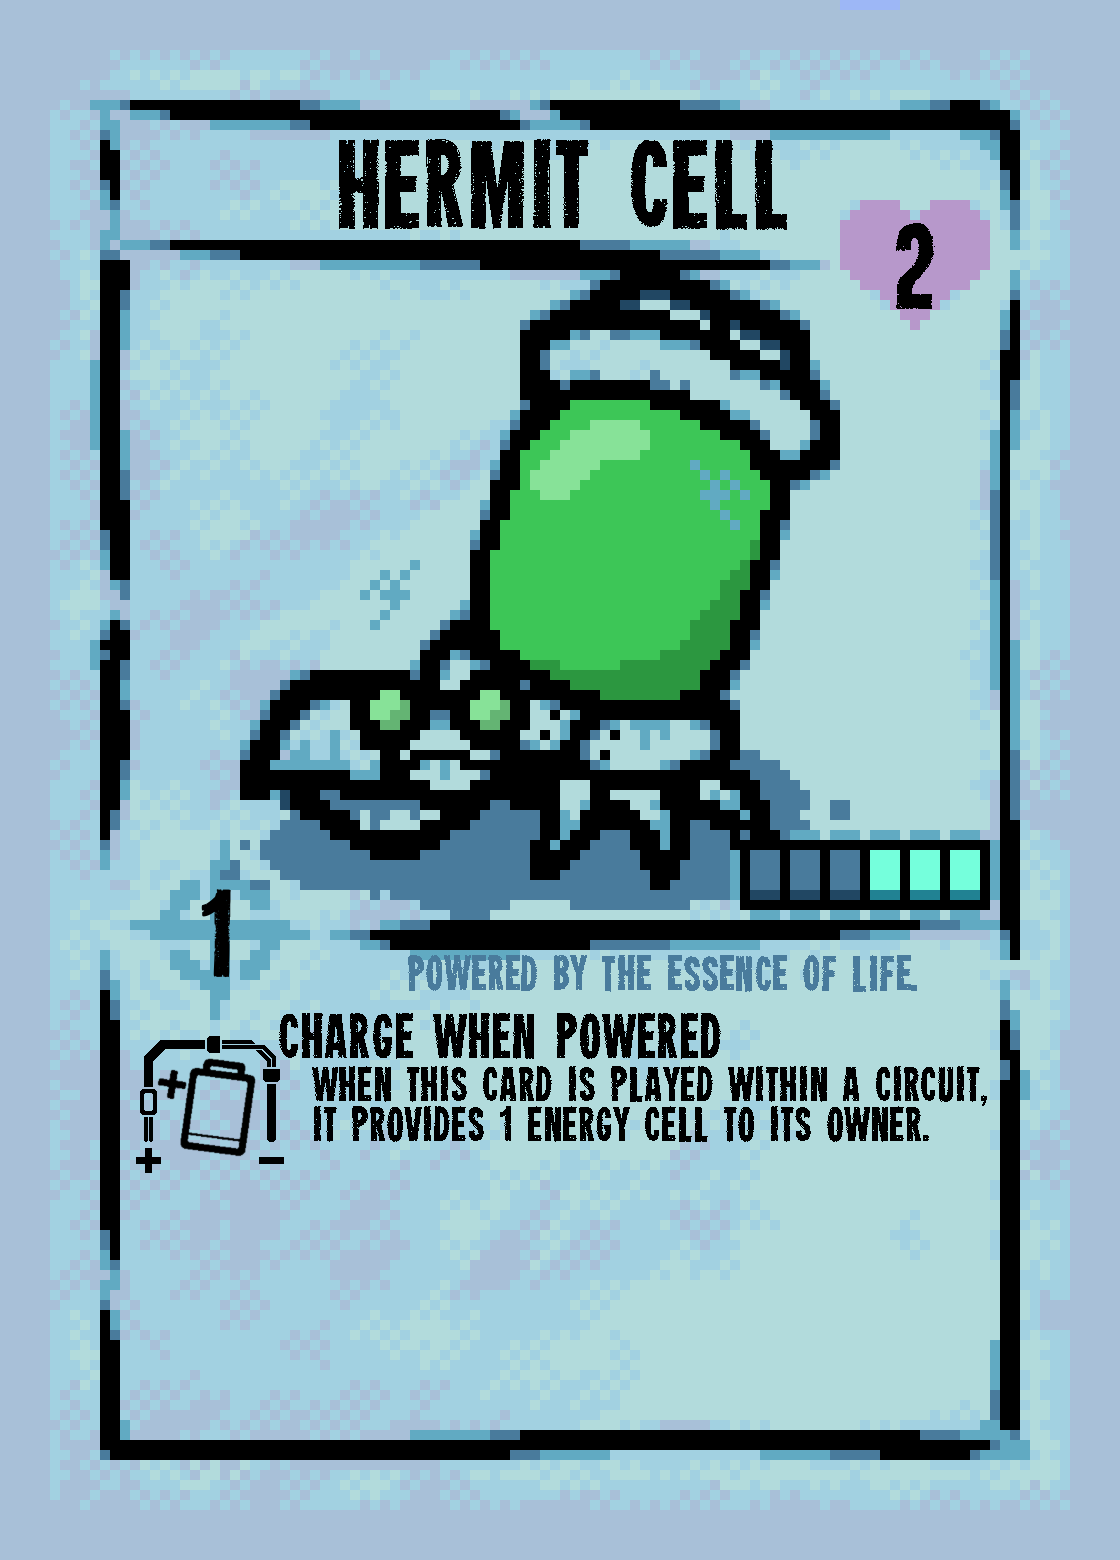 HERMIT CELL
2
1
POWERED BY THE ESSENCE OF LIFE.
CHARGE WHEN POWERED
WHEN THIS CARD IS PLAYED WITHIN A CIRCUIT,
IT PROVIDES 1 ENERGY CELL TO ITS OWNER.